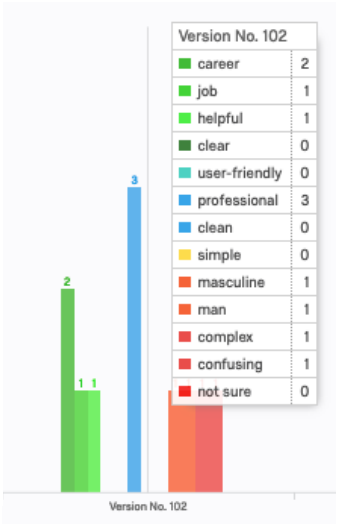 Version No. 102
career 2
job 1
helpful 1
clear 0
user-friendly 0
professional 3
clean 0
simple 0
masculine 1
man 1
complex 1
confusing 1
not sure 0
3
2
1 1
Version No. 102